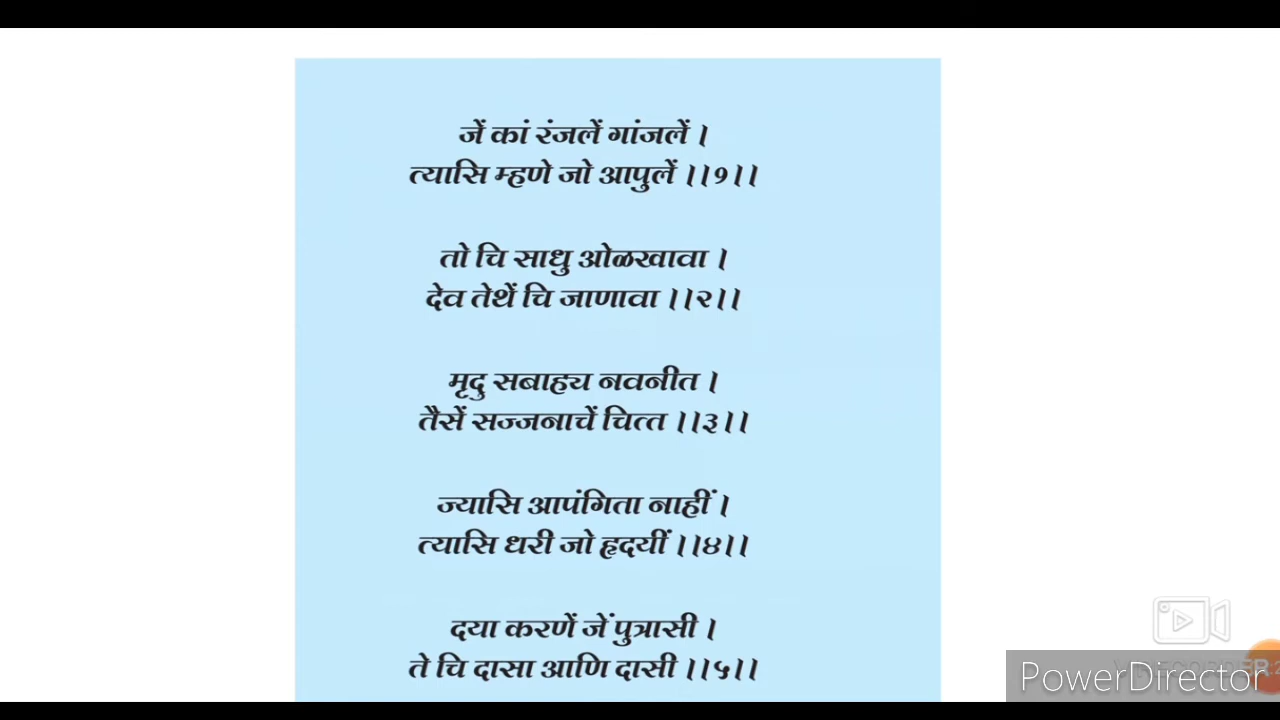 जें कां रंजलें गांजलें ।
त्यासि म्हणे जो आपुलें ।।१।।
तो चि साधु ओळखावा ।
देव तेथें चि जाणावा ।।२।।
मृदु सबाह्य नवनीत ।
तैसें सज्जनाचें चित्त ।।३।।
ज्यासि आपंगिता नाहीं ।
त्यासि धरी जो हृदयीं ।।४।।
दया करणें जें पुत्रासी ।
ते चि दासा आणि दासी ।।५।।
PowerDirector